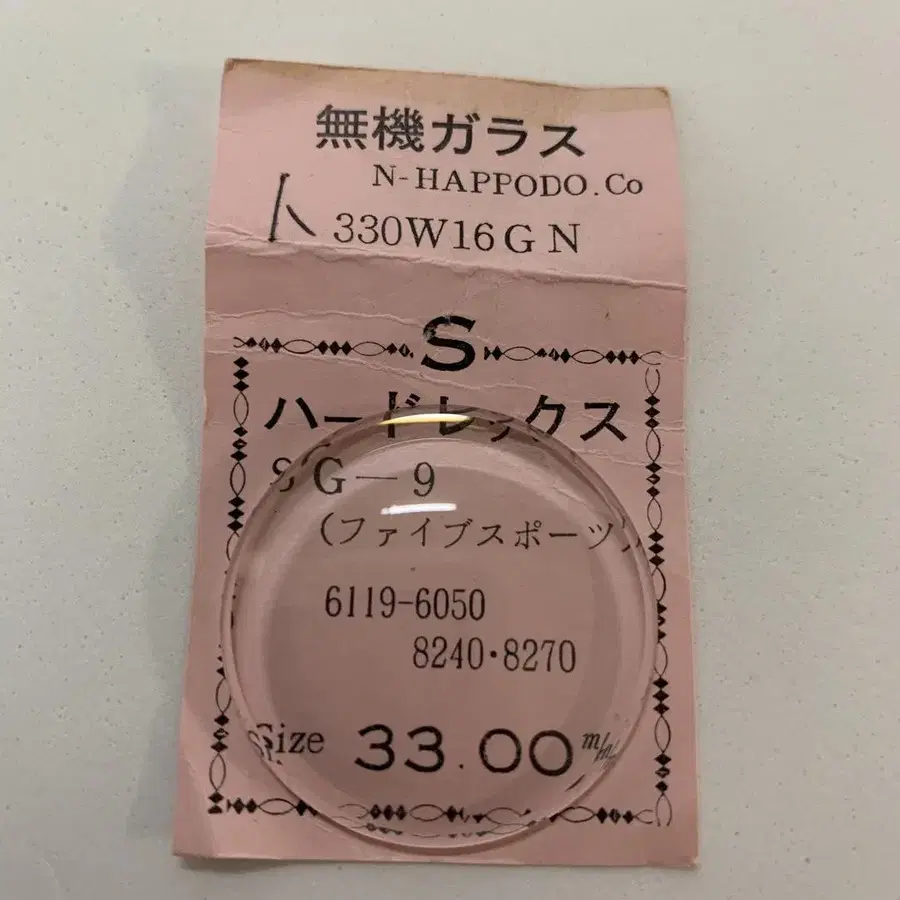 無機ガラス
N-HAPPODO.Co
330W16GN
S
ハードレックス
SG-9
(ファイブスポーツ)
6119-6050
8240・8270
Size 33.00 m/m